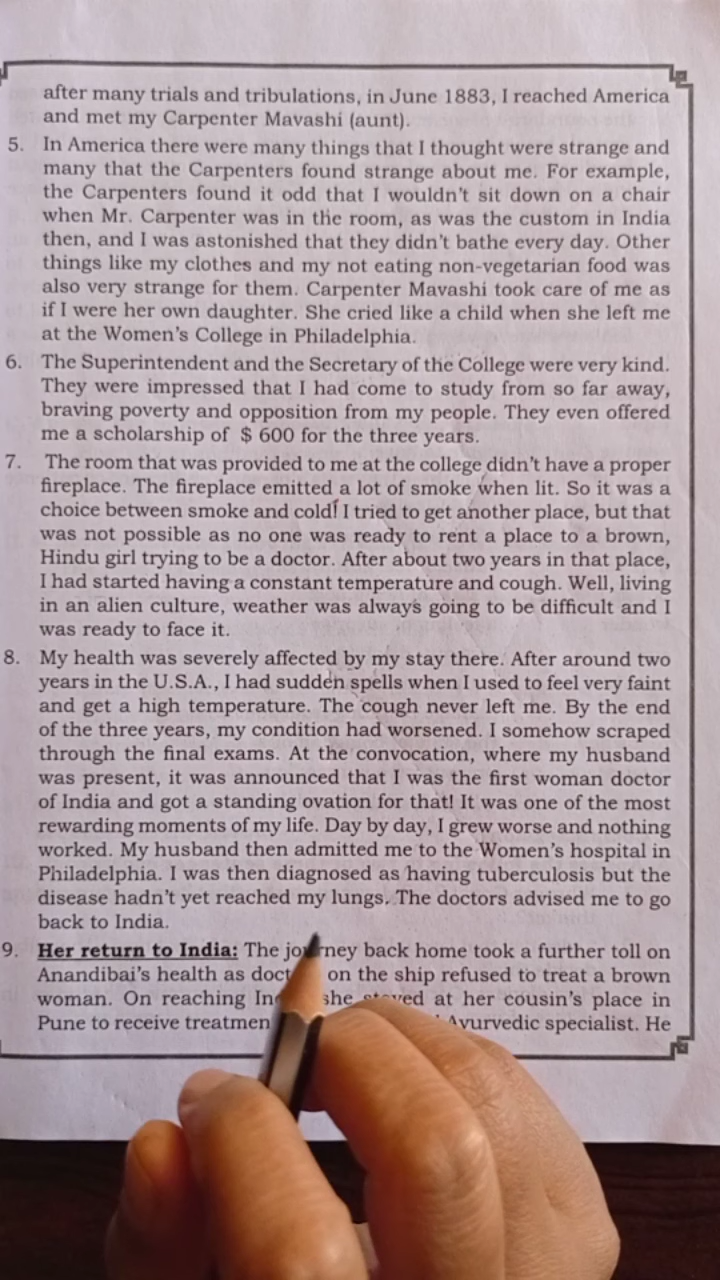 after many trials and tribulations, in June 1883, I reached America
and met my Carpenter Mavashi (aunt).
5. In America there were many things that I thought were strange and
many that the Carpenters found strange about me. For example,
the Carpenters found it odd that I wouldn't sit down on a chair
when Mr. Carpenter was in the room, as was the custom in India
then, and I was astonished that they didn't bathe every day. Other
things like my clothes and my not eating non-vegetarian food was
also very strange for them. Carpenter Mavashi took care of me as
if I were her own daughter. She cried like a child when she left me
at the Women's College in Philadelphia.
6. The Superintendent and the Secretary of the College were very kind.
They were impressed that I had come to study from so far away,
braving poverty and opposition from my people. They even offered
me a scholarship of $ 600 for the three years.
7. The room that was provided to me at the college didn't have a proper
fireplace. The fireplace emitted a lot of smoke when lit. So it was a
choice between smoke and cold! I tried to get another place, but that
was not possible as no one was ready to rent a place to a brown,
Hindu girl trying to be a doctor. After about two years in that place,
I had started having a constant temperature and cough. Well, living
in an alien culture, weather was always going to be difficult and I
was ready to face it.
8. My health was severely affected by my stay there. After around two
years in the U.S.A., I had sudden spells when I used to feel very faint
and get a high temperature. The cough never left me. By the end
of the three years, my condition had worsened. I somehow scraped
through the final exams. At the convocation, where my husband
was present, it was announced that I was the first woman doctor
of India and got a standing ovation for that! It was one of the most
rewarding moments of my life. Day by day, I grew worse and nothing
worked. My husband then admitted me to the Women's hospital in
Philadelphia. I was then diagnosed as having tuberculosis but the
disease hadn't yet reached my lungs. The doctors advised me to go
back to India.
9. Her return to India: The journey back home took a further toll on
Anandibai's health as on the ship refused to treat a brown
woman. On reaching she stayed at her cousin's place in
Pune to receive Ayurvedic specialist. He